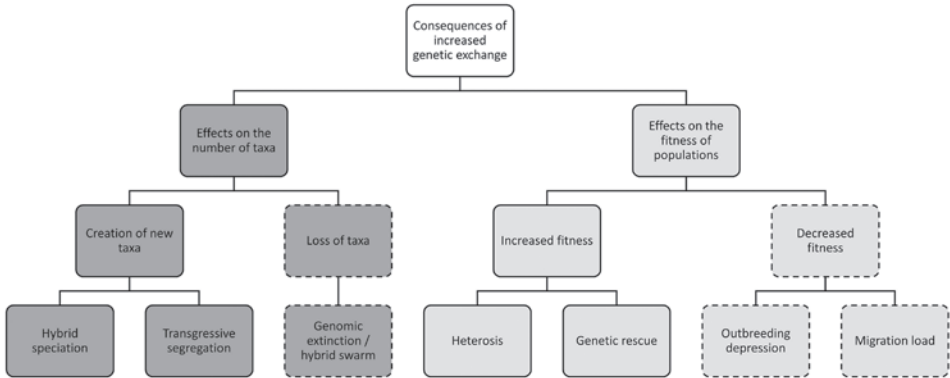 Consequences of
increased
genetic exchange
Effects on the
number of taxa
Effects on the
fitness of
populations
Creation of new
taxa
Loss of taxa
Increased fitness
Decreased
fitness
Hybrid
speciation
Transgressive
segregation
Genomic
extinction /
hybrid swarm
Heterosis
Genetic rescue
Outbreeding
depression
Migration load